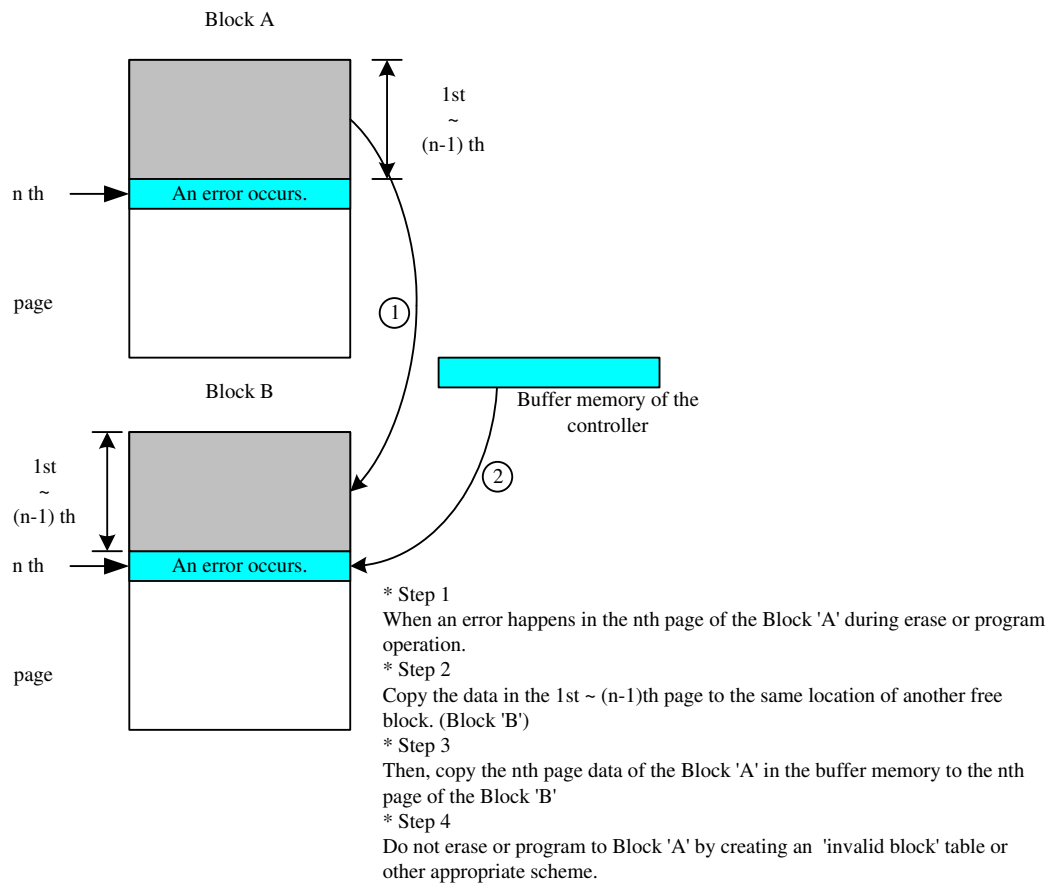 Block A
1st
~
(n-1) th
n th
An error occurs.
page
1
Buffer memory of the
controller
Block B
1st
~
(n-1) th
2
n th
An error occurs.
page
* Step 1
When an error happens in the nth page of the Block 'A' during erase or program
operation.
* Step 2
Copy the data in the 1st ~ (n-1)th page to the same location of another free
block. (Block 'B')
* Step 3
Then, copy the nth page data of the Block 'A' in the buffer memory to the nth
page of the Block 'B'
* Step 4
Do not erase or program to Block 'A' by creating an 'invalid block' table or
other appropriate scheme.